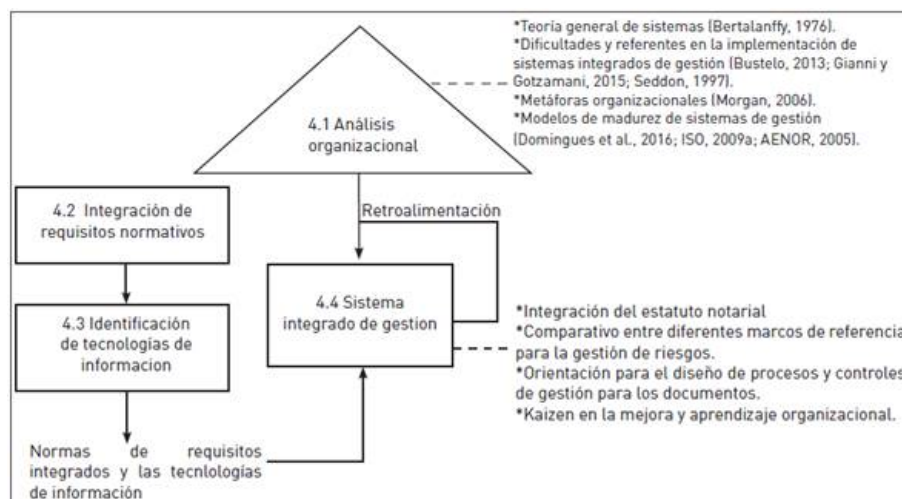 *Teoría general de sistemas (Bertalanffy, 1976).
*Dificultades y referentes en la implementación de
sistemas integrados de gestión (Bustelo, 2013; Gianni y
Gotzamani, 2015; Seddon, 1997).
*Metáforas organizacionales (Morgan, 2006).
*Modelos de madurez de sistemas de gestión
(Domingues et al., 2016; ISO, 2009a; AENOR, 2005).
4.1 Análisis
organizacional
4.2 Integración de
requisitos normativos
Retroalimentación
4.3 Identificación
de tecnologías de
informacion
4.4 Sistema
integrado de gestion
*Integración del estatuto notarial
*Comparativo entre diferentes marcos de referencia
para la gestión de riesgos.
*Orientación para el diseño de procesos y controles
de gestión para los documentos.
*Kaizen en la mejora y aprendizaje organizacional.
Normas de requisitos
integrados y las tecnlologías
de información